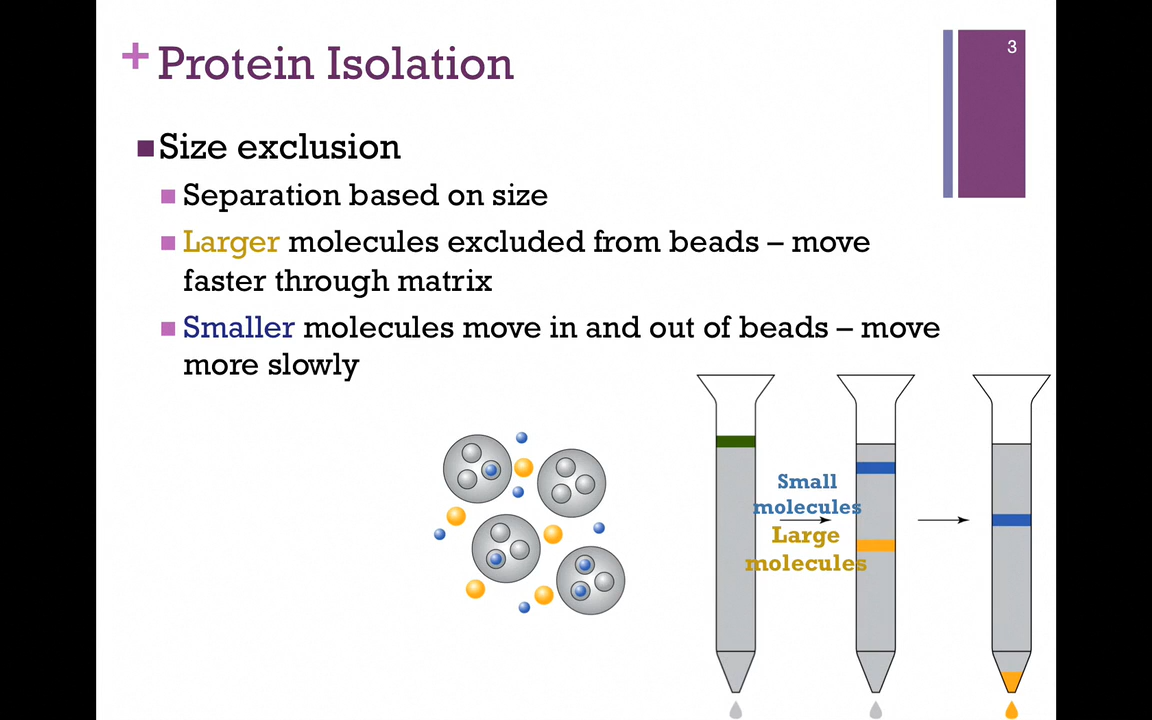 3
+ Protein Isolation
Size exclusion
Separation based on size
Larger molecules excluded from beads – move
faster through matrix
Smaller molecules move in and out of beads – move
more slowly
Small
molecules
Large
molecules